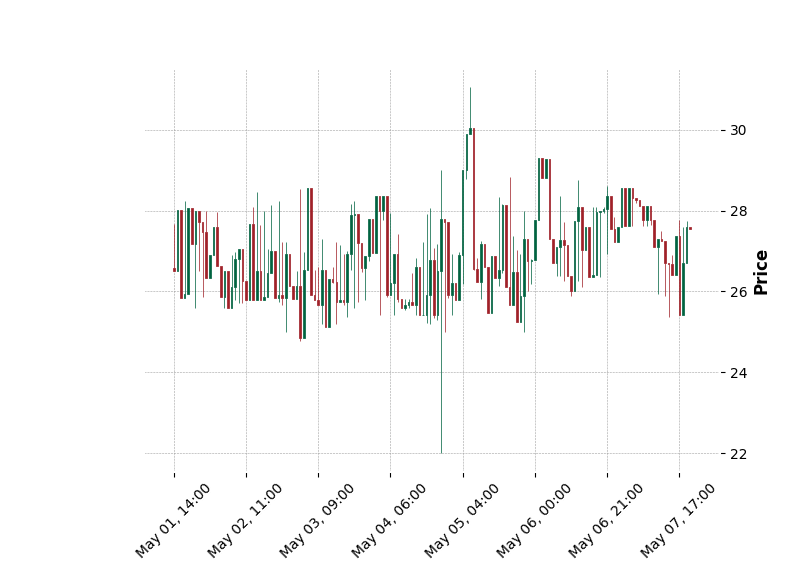 30
28
26
24
22
Price
May 01, 14:00
May 02, 11:00
May 03, 09:00
May 04, 06:00
May 05, 04:00
May 06, 00:00
May 06, 21:00
May 07, 17:00